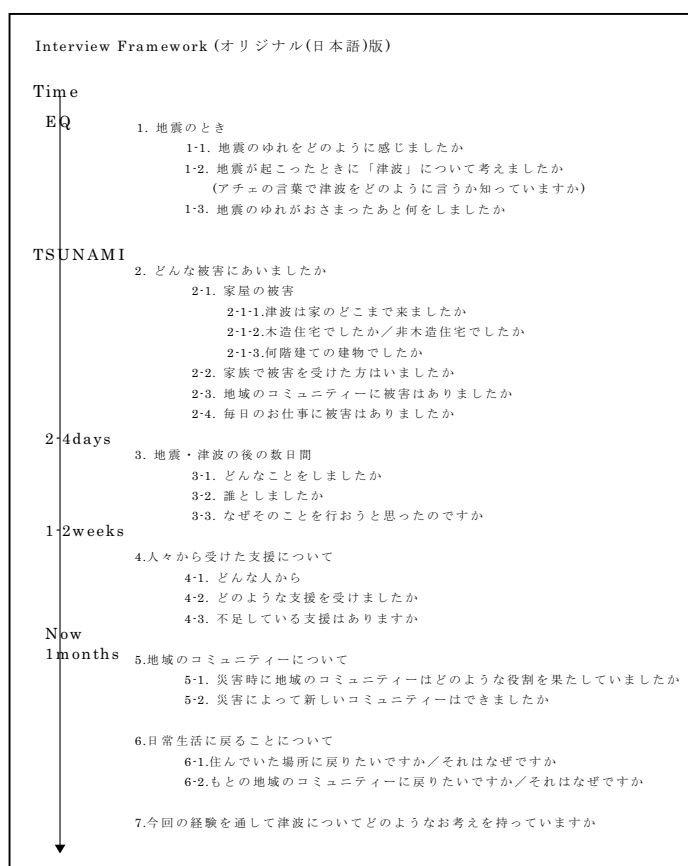 Interview Framework (オリジナル(日本語)版)
Time
EQ
1. 地震のとき
1-1. 地震のゆれをどのように感じましたか
1-2. 地震が起こったときに「津波」について考えましたか
(アチェの言葉で津波をどのように言うか知っていますか)
1-3. 地震のゆれがおさまったあと何をしましたか
TSUNAMI
2. どんな被害にあいましたか
2-1. 家屋の被害
2-1-1.津波は家のどこまで来ましたか
2-1-2.木造住宅でしたか／非木造住宅でしたか
2-1-3.何階建ての建物でしたか
2-2. 家族で被害を受けた方はいましたか
2-3. 地域のコミュニティーに被害はありましたか
2-4. 毎日のお仕事に被害はありましたか
2-4days
3. 地震・津波の後の数日間
3-1. どんなことをしましたか
3-2. 誰としましたか
3-3. なぜそのことを行おうと思ったのですか
1-2weeks
4.人々から受けた支援について
4-1. どんな人から
4-2. どのような支援を受けましたか
4-3. 不足している支援はありますか
Now
1months
5.地域のコミュニティーについて
5-1. 災害時に地域のコミュニティーはどのような役割を果たしていましたか
5-2. 災害によって新しいコミュニティーはできましたか
6.日常生活に戻ることについて
6-1.住んでいた場所に戻りたいですか／それはなぜですか
6-2.もとの地域のコミュニティーに戻りたいですか／それはなぜですか
7.今回の経験を通して津波についてどのようなお考えを持っていますか